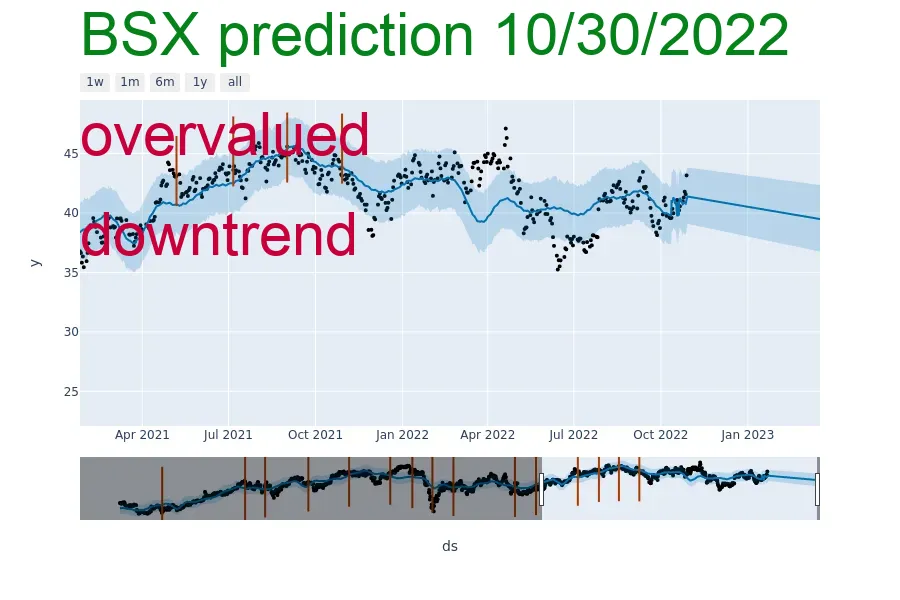 BSX prediction 10/30/2022
1w 1m 6m 1y all
overvalued
downtrend
45
40
35
30
25
y
Apr 2021 Jul 2021 Oct 2021 Jan 2022 Apr 2022 Jul 2022 Oct 2022 Jan 2023
ds